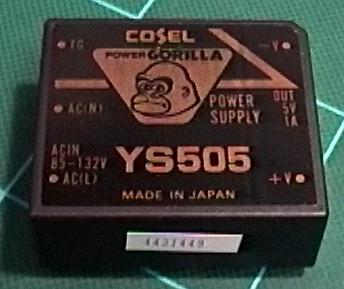 COSEL
FG
POWER GORILLA
-V
AC(N)
POWER
SUPPLY
OUT
5V
1A
ACIN
85-132V
AC(L)
YS505
+V
MADE IN JAPAN
4431449